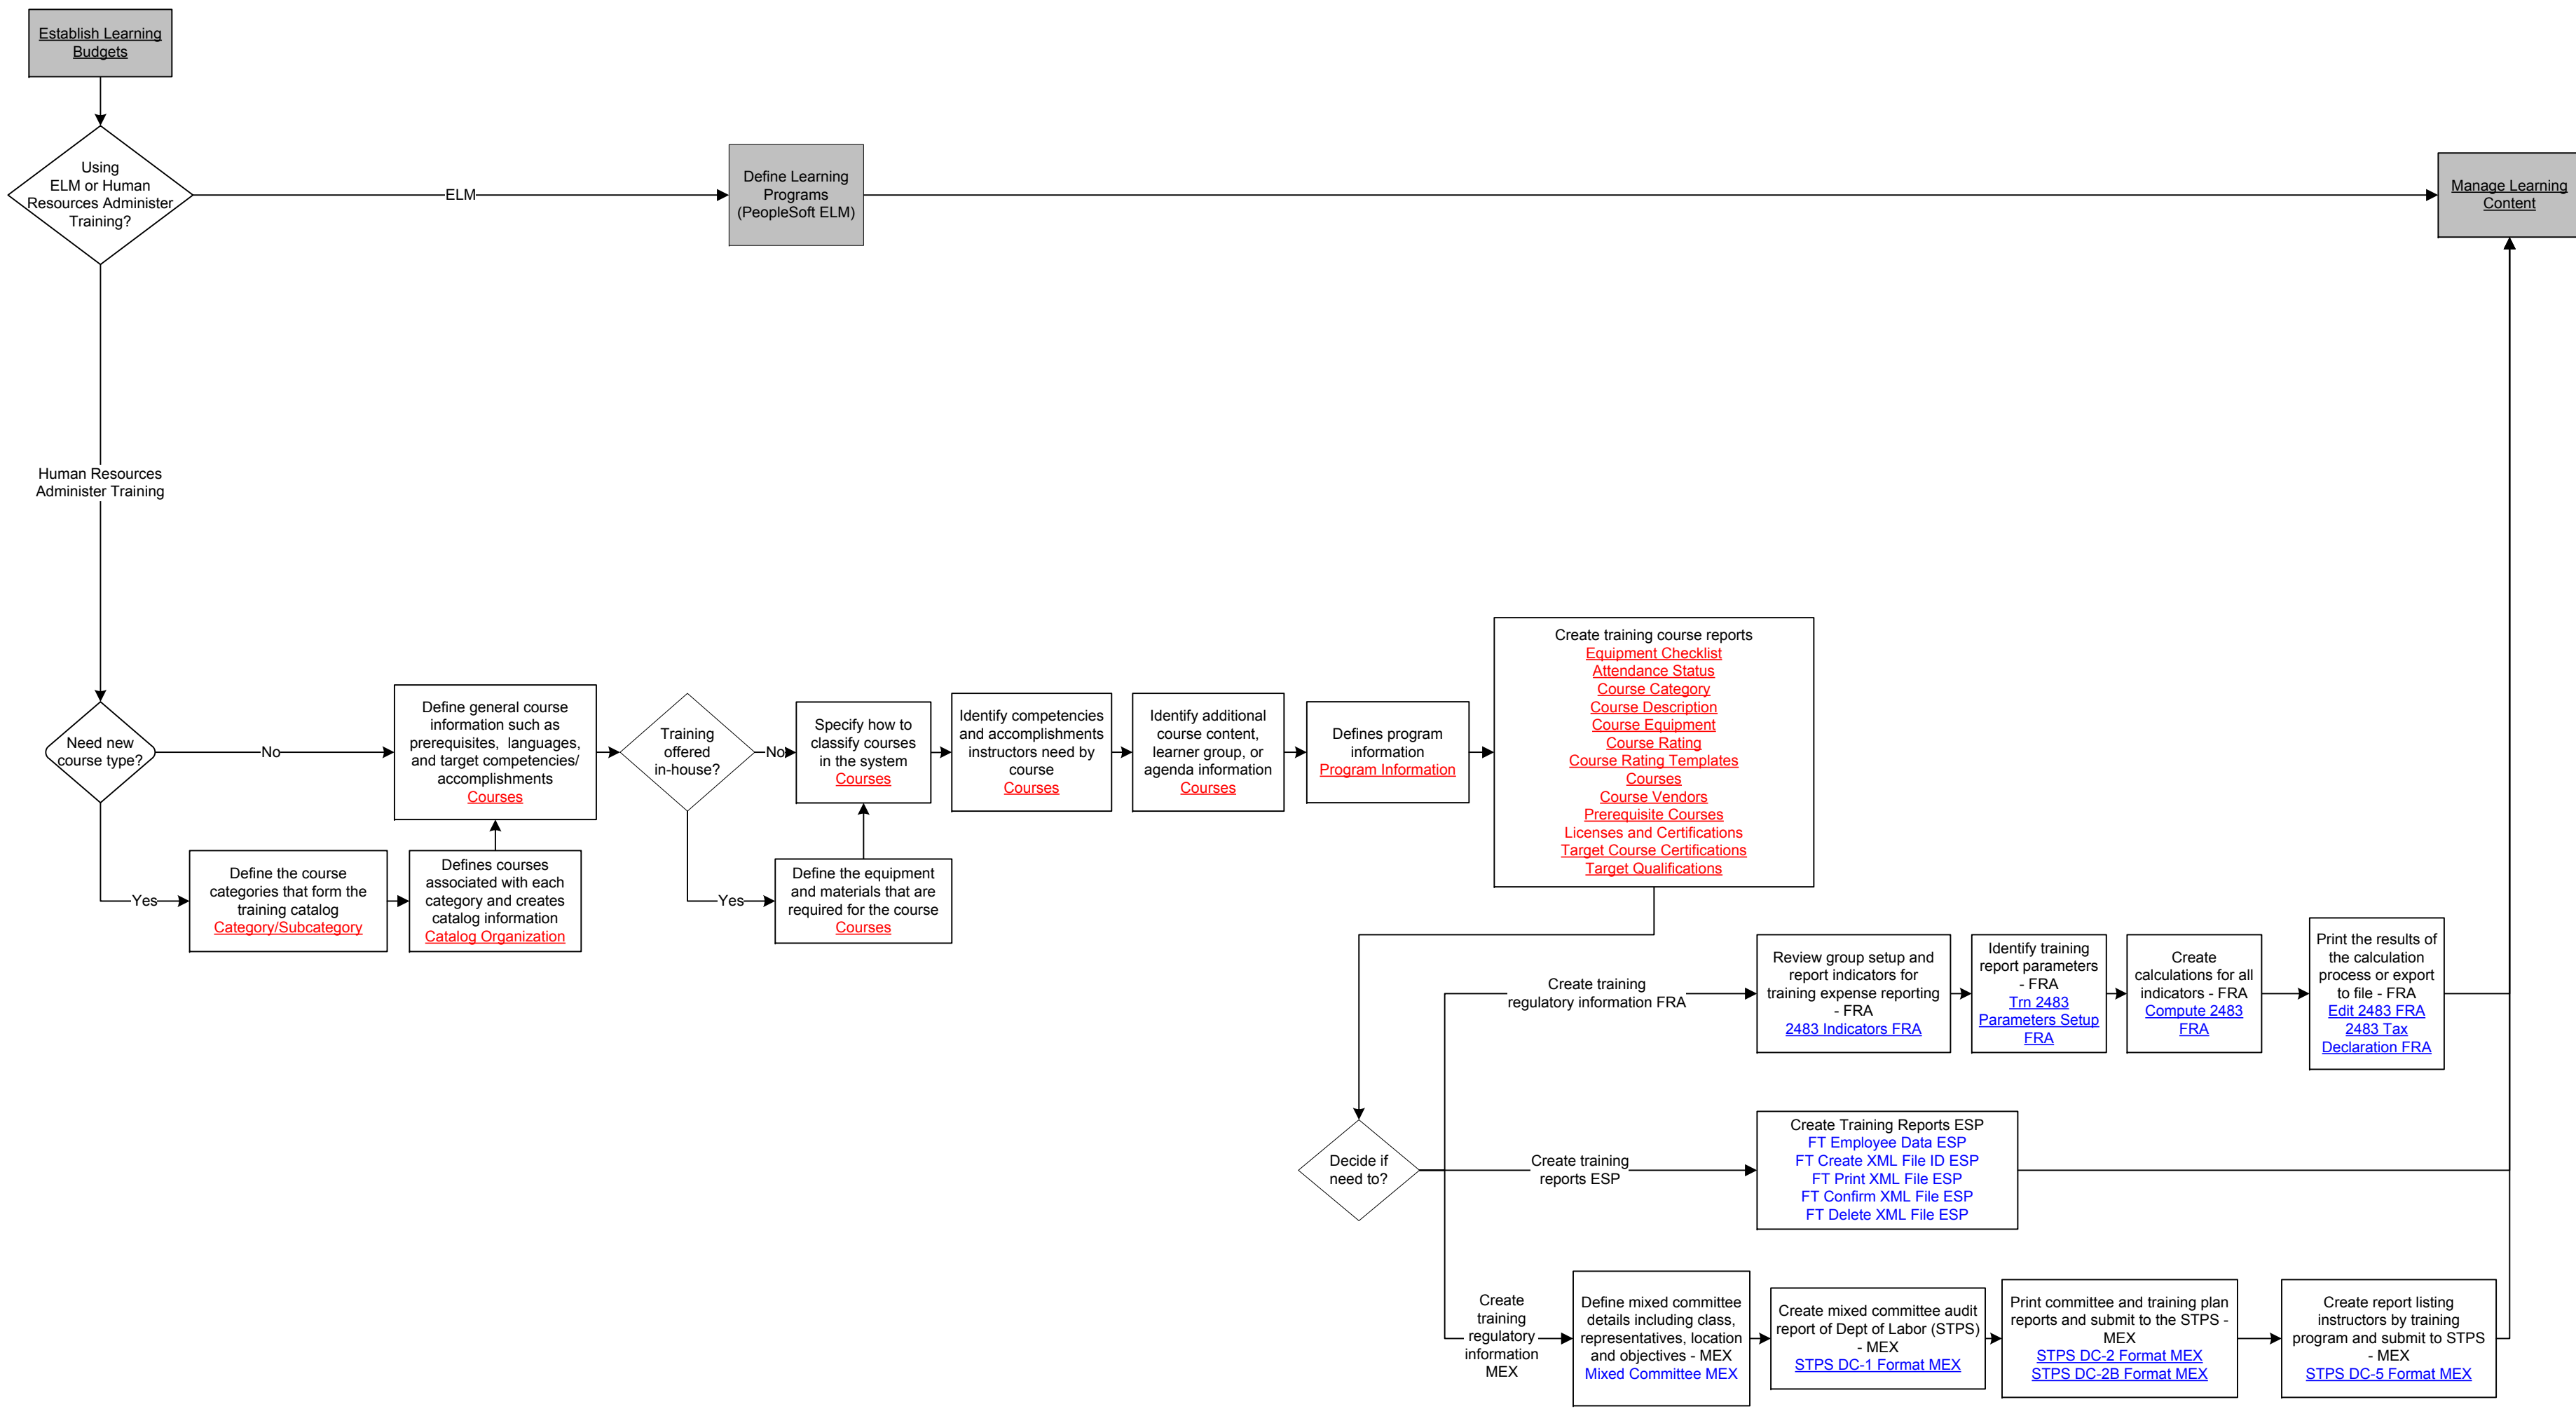 Establish Learning
Budgets
Using
ELM or Human
Resources Administer
Training?
ELM
Define Learning
Programs
(PeopleSoft ELM)
Manage Learning
Content
Human Resources
Administer Training
Need new
course type?
No
Yes
Define the course
categories that form the
training catalog
Category/Subcategory
Defines courses
associated with each
category and creates
catalog information
Catalog Organization
Define general course
information such as
prerequisites, languages,
and target competencies/
accomplishments
Courses
Training
offered
in-house?
No
Yes
Define the equipment
and materials that are
required for the course
Courses
Specify how to
classify courses
in the system
Courses
Identify competencies
and accomplishments
instructors need by
course
Courses
Identify additional
course content,
learner group, or
agenda information
Courses
Defines program
information
Program Information
Create training course reports
Equipment Checklist
Attendance Status
Course Category
Course Description
Course Equipment
Course Rating
Course Rating Templates
Courses
Course Vendors
Prerequisite Courses
Licenses and Certifications
Target Course Certifications
Target Qualifications
Decide if
need to?
Create training
regulatory information FRA
Review group setup and
report indicators for
training expense reporting
- FRA
2483 Indicators FRA
Identify training
report parameters
- FRA
Trn 2483
Parameters Setup
FRA
Create
calculations for all
indicators - FRA
Compute 2483
FRA
Print the results of
the calculation
process or export
to file - FRA
Edit 2483 FRA
2483 Tax
Declaration FRA
Create training
reports ESP
Create Training Reports ESP
FT Employee Data ESP
FT Create XML File ID ESP
FT Print XML File ESP
FT Confirm XML File ESP
FT Delete XML File ESP
Create
training
regulatory
information
MEX
Define mixed committee
details including class,
representatives, location
and objectives - MEX
Mixed Committee MEX
Create mixed committee audit
report of Dept of Labor (STPS)
- MEX
STPS DC-1 Format MEX
Print committee and training plan
reports and submit to the STPS -
MEX
STPS DC-2 Format MEX
STPS DC-2B Format MEX
Create report listing
instructors by training
program and submit to STPS
- MEX
STPS DC-5 Format MEX